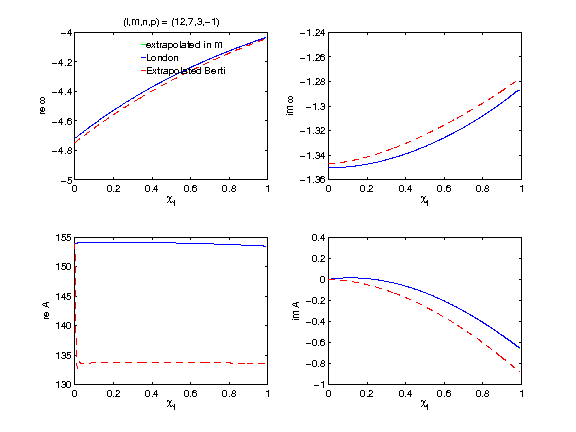 (l,m,n,p) = (12,7,3,−1)
−4
−4.2
−4.4
−4.6
−4.8
−5
re ω
0 0.2 0.4 0.6 0.8 1
χf
extrapolated in M
London
Extrapolated Berti
−1.24
−1.26
−1.28
−1.3
−1.32
−1.34
−1.36
im ω
0 0.2 0.4 0.6 0.8 1
χf
155
150
145
140
135
130
re A
0 0.2 0.4 0.6 0.8 1
χf
0.4
0.2
0
−0.2
−0.4
−0.6
−0.8
−1
im A
0 0.2 0.4 0.6 0.8 1
χf